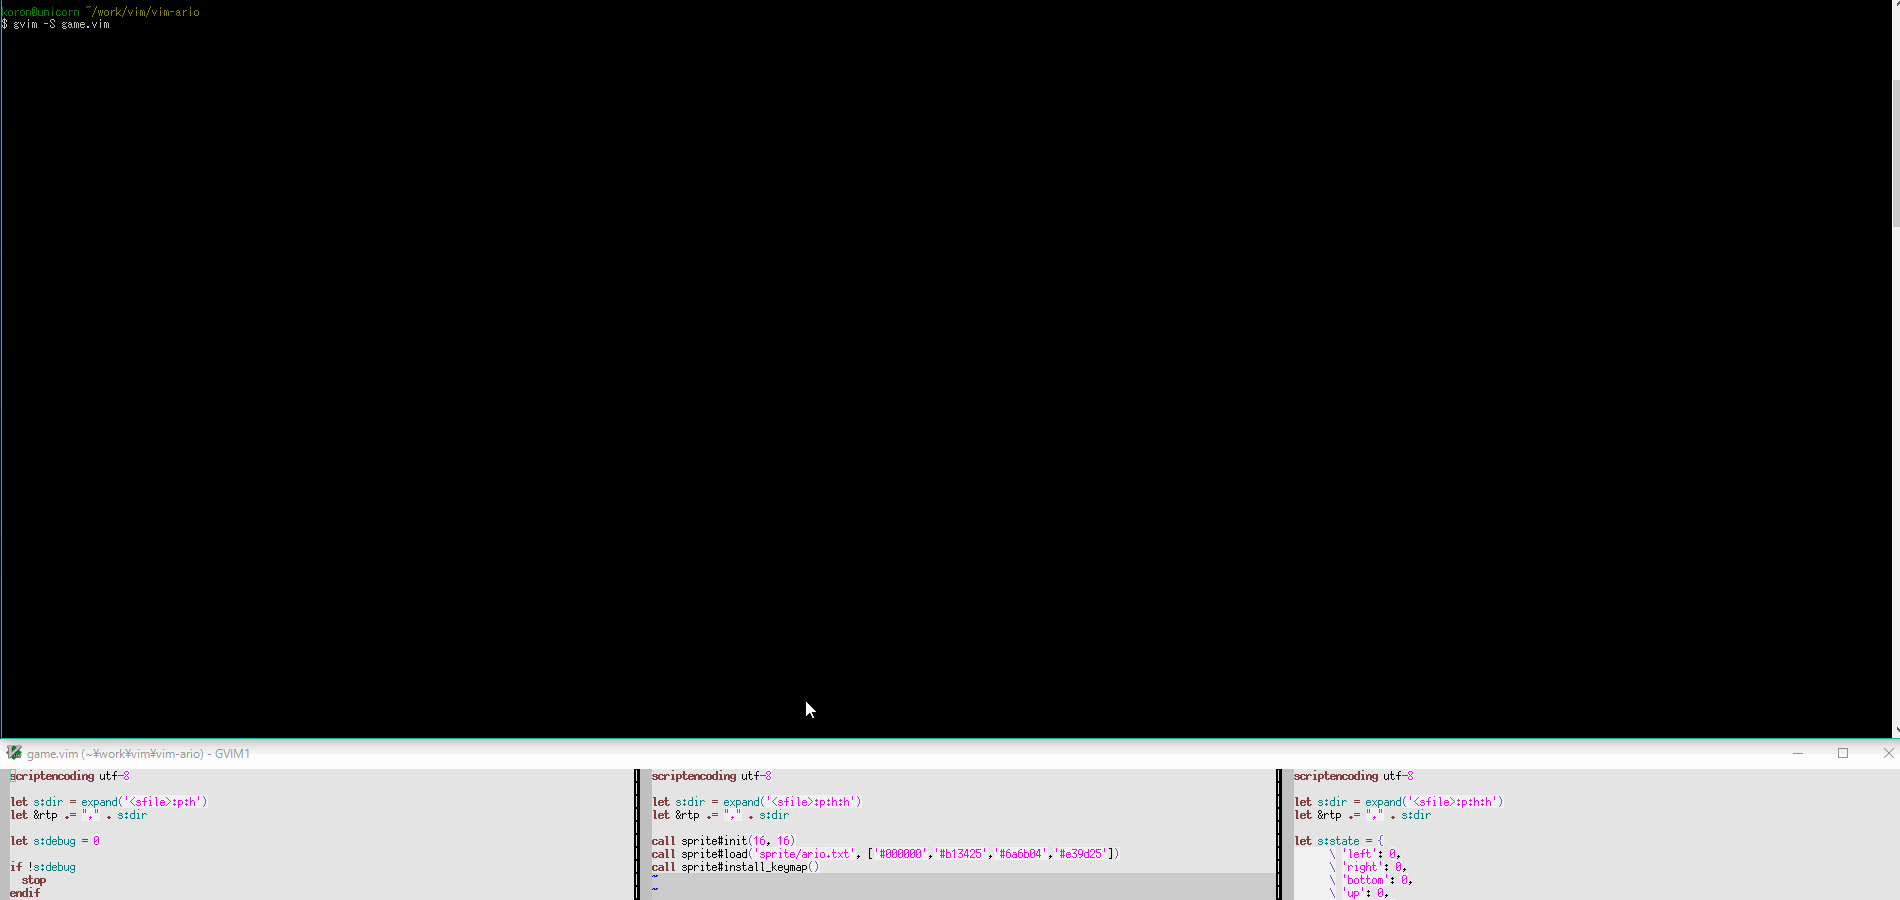 koron@unicorn ~/work/vim/vim-ario
$ gvim -S game.vim
game.vim (~¥work¥vim¥vim-ario) - GVIM1
scriptencoding utf-8
let s:dir = expand('<sfile>:p:h')
let &rtp .= "," . s:dir
let s:debug = 0
if !s:debug
  stop
endif
scriptencoding utf-8
let s:dir = expand('<sfile>:p:h:h')
let &rtp .= "," . s:dir
call sprite#init(16, 16)
call sprite#load('sprite/ario.txt', ['#000000','#b13425','#6a6b04','#e39d25'])
call sprite#install_keymap()
~
~
scriptencoding utf-8
let s:dir = expand('<sfile>:p:h:h')
let &rtp .= "," . s:dir
let s:state = {
      \ 'left': 0,
      \ 'right': 0,
      \ 'bottom': 0,
      \ 'up': 0,